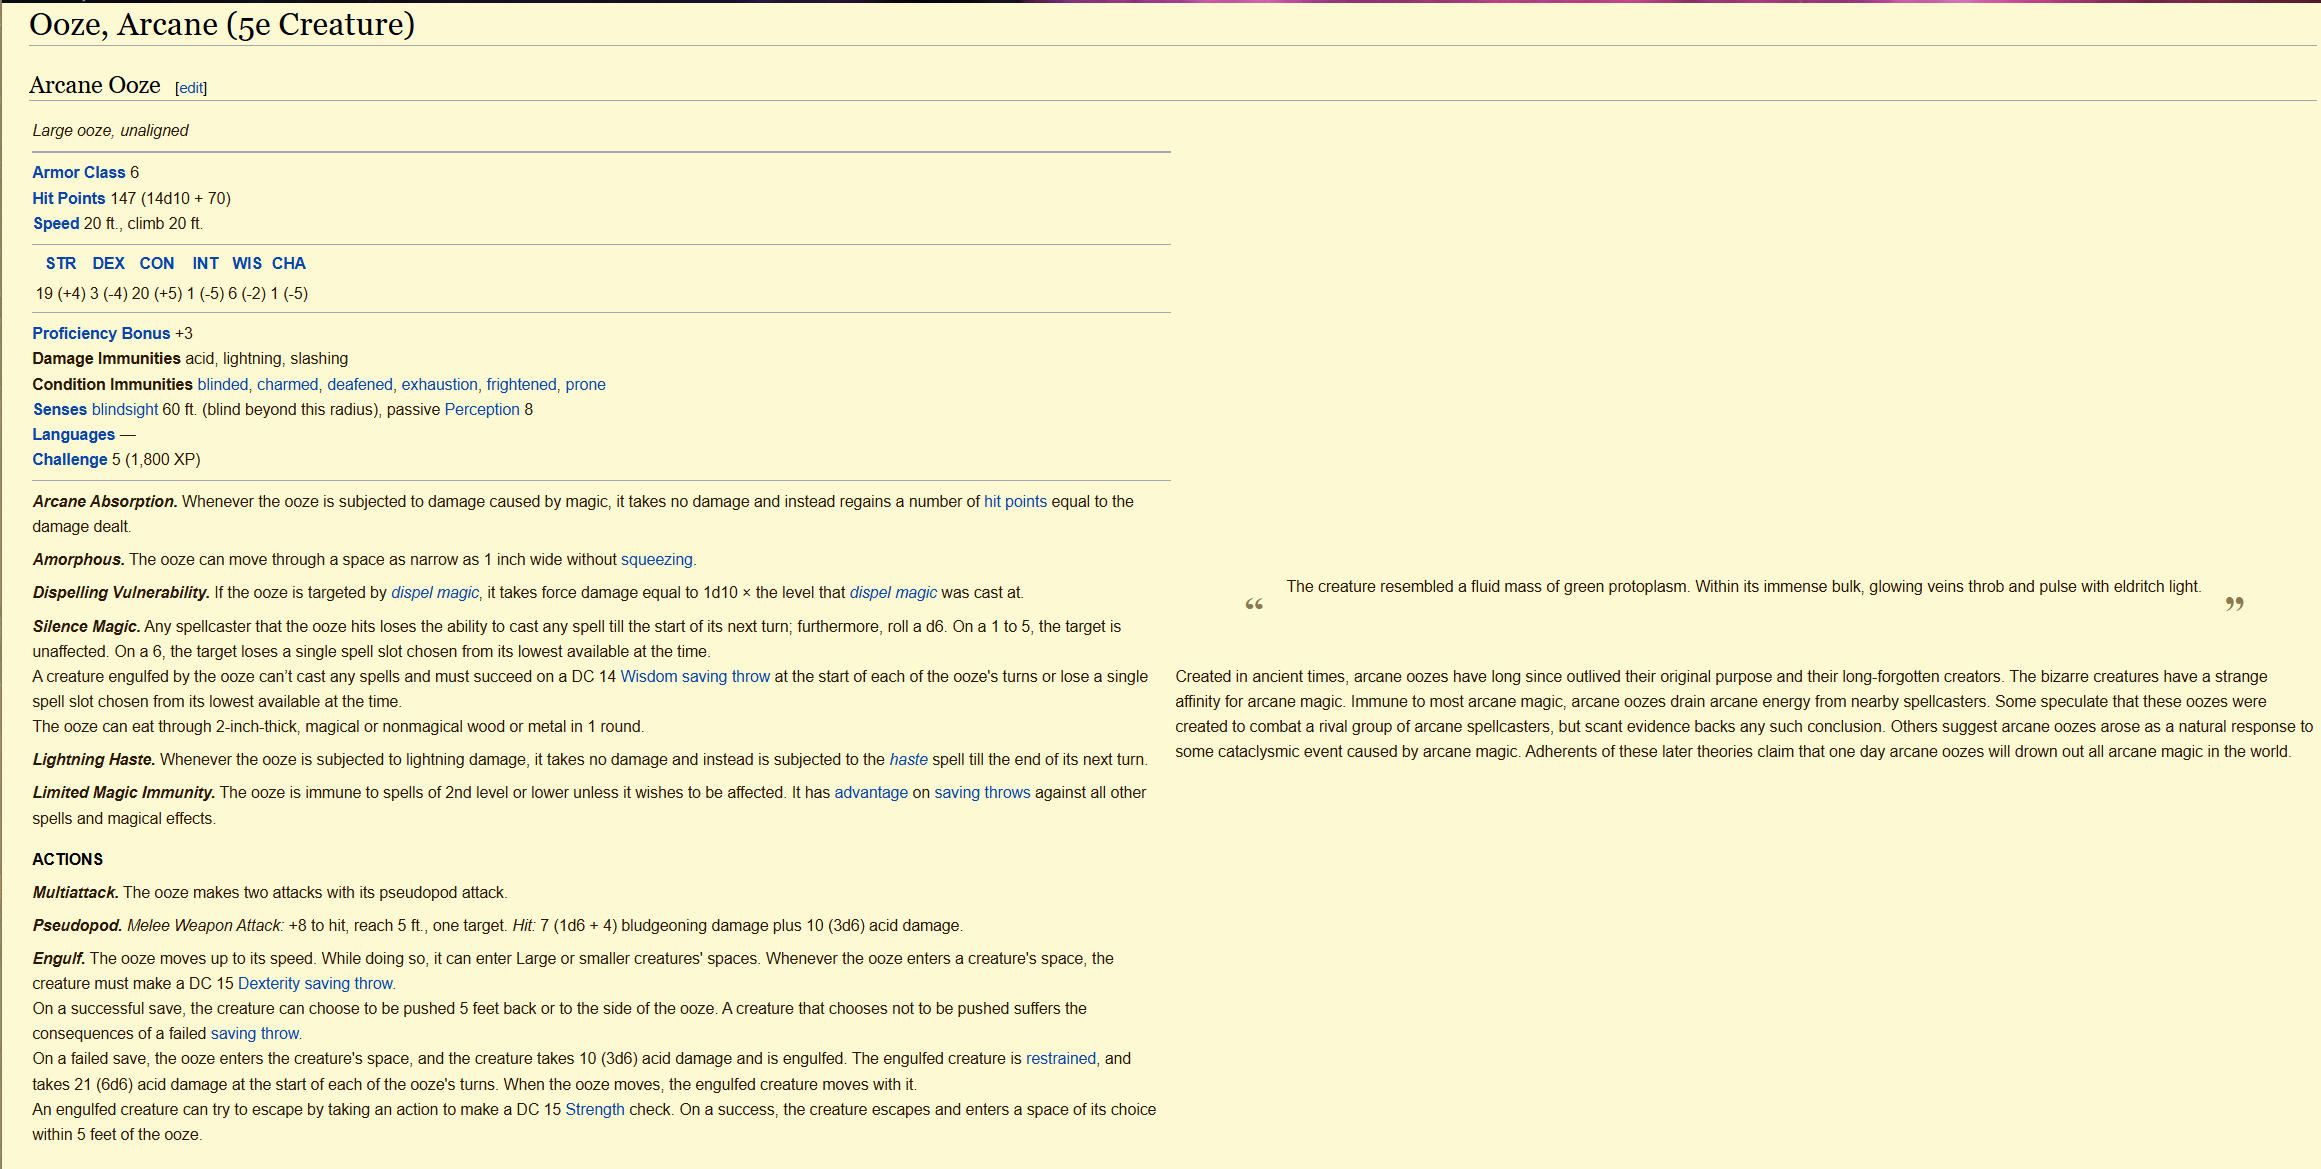 Ooze, Arcane (5e Creature)
Arcane Ooze [edit]
Large ooze, unaligned
Armor Class 6
Hit Points 147 (14d10 + 70)
Speed 20 ft., climb 20 ft.
STR DEX CON INT WIS CHA
19 (+4) 3 (-4) 20 (+5) 1 (-5) 6 (-2) 1 (-5)
Proficiency Bonus +3
Damage Immunities acid, lightning, slashing
Condition Immunities blinded, charmed, deafened, exhaustion, frightened, prone
Senses blindsight 60 ft. (blind beyond this radius), passive Perception 8
Languages —
Challenge 5 (1,800 XP)
Arcane Absorption. Whenever the ooze is subjected to damage caused by magic, it takes no damage and instead regains a number of hit points equal to the
damage dealt.
Amorphous. The ooze can move through a space as narrow as 1 inch wide without squeezing.
Dispelling Vulnerability. If the ooze is targeted by dispel magic, it takes force damage equal to 1d10 × the level that dispel magic was cast at.
Silence Magic. Any spellcaster that the ooze hits loses the ability to cast any spell till the start of its next turn; furthermore, roll a d6. On a 1 to 5, the target is
unaffected. On a 6, the target loses a single spell slot chosen from its lowest available at the time.
A creature engulfed by the ooze can’t cast any spells and must succeed on a DC 14 Wisdom saving throw at the start of each of the ooze's turns or lose a single
spell slot chosen from its lowest available at the time.
The ooze can eat through 2-inch-thick, magical or nonmagical wood or metal in 1 round.
Lightning Haste. Whenever the ooze is subjected to lightning damage, it takes no damage and instead is subjected to the haste spell till the end of its next turn.
Limited Magic Immunity. The ooze is immune to spells of 2nd level or lower unless it wishes to be affected. It has advantage on saving throws against all other
spells and magical effects.
ACTIONS
Multiattack. The ooze makes two attacks with its pseudopod attack.
Pseudopod. Melee Weapon Attack: +8 to hit, reach 5 ft., one target. Hit: 7 (1d6 + 4) bludgeoning damage plus 10 (3d6) acid damage.
Engulf. The ooze moves up to its speed. While doing so, it can enter Large or smaller creatures' spaces. Whenever the ooze enters a creature's space, the
creature must make a DC 15 Dexterity saving throw.
On a successful save, the creature can choose to be pushed 5 feet back or to the side of the ooze. A creature that chooses not to be pushed suffers the
consequences of a failed saving throw.
On a failed save, the ooze enters the creature's space, and the creature takes 10 (3d6) acid damage and is engulfed. The engulfed creature is restrained, and
takes 21 (6d6) acid damage at the start of each of the ooze's turns. When the ooze moves, the engulfed creature moves with it.
An engulfed creature can try to escape by taking an action to make a DC 15 Strength check. On a success, the creature escapes and enters a space of its choice
within 5 feet of the ooze.
“ The creature resembled a fluid mass of green protoplasm. Within its immense bulk, glowing veins throb and pulse with eldritch light. ”
Created in ancient times, arcane oozes have long since outlived their original purpose and their long-forgotten creators. The bizarre creatures have a strange
affinity for arcane magic. Immune to most arcane magic, arcane oozes drain arcane energy from nearby spellcasters. Some speculate that these oozes were
created to combat a rival group of arcane spellcasters, but scant evidence backs any such conclusion. Others suggest arcane oozes arose as a natural response to
some cataclysmic event caused by arcane magic. Adherents of these later theories claim that one day arcane oozes will drown out all arcane magic in the world.